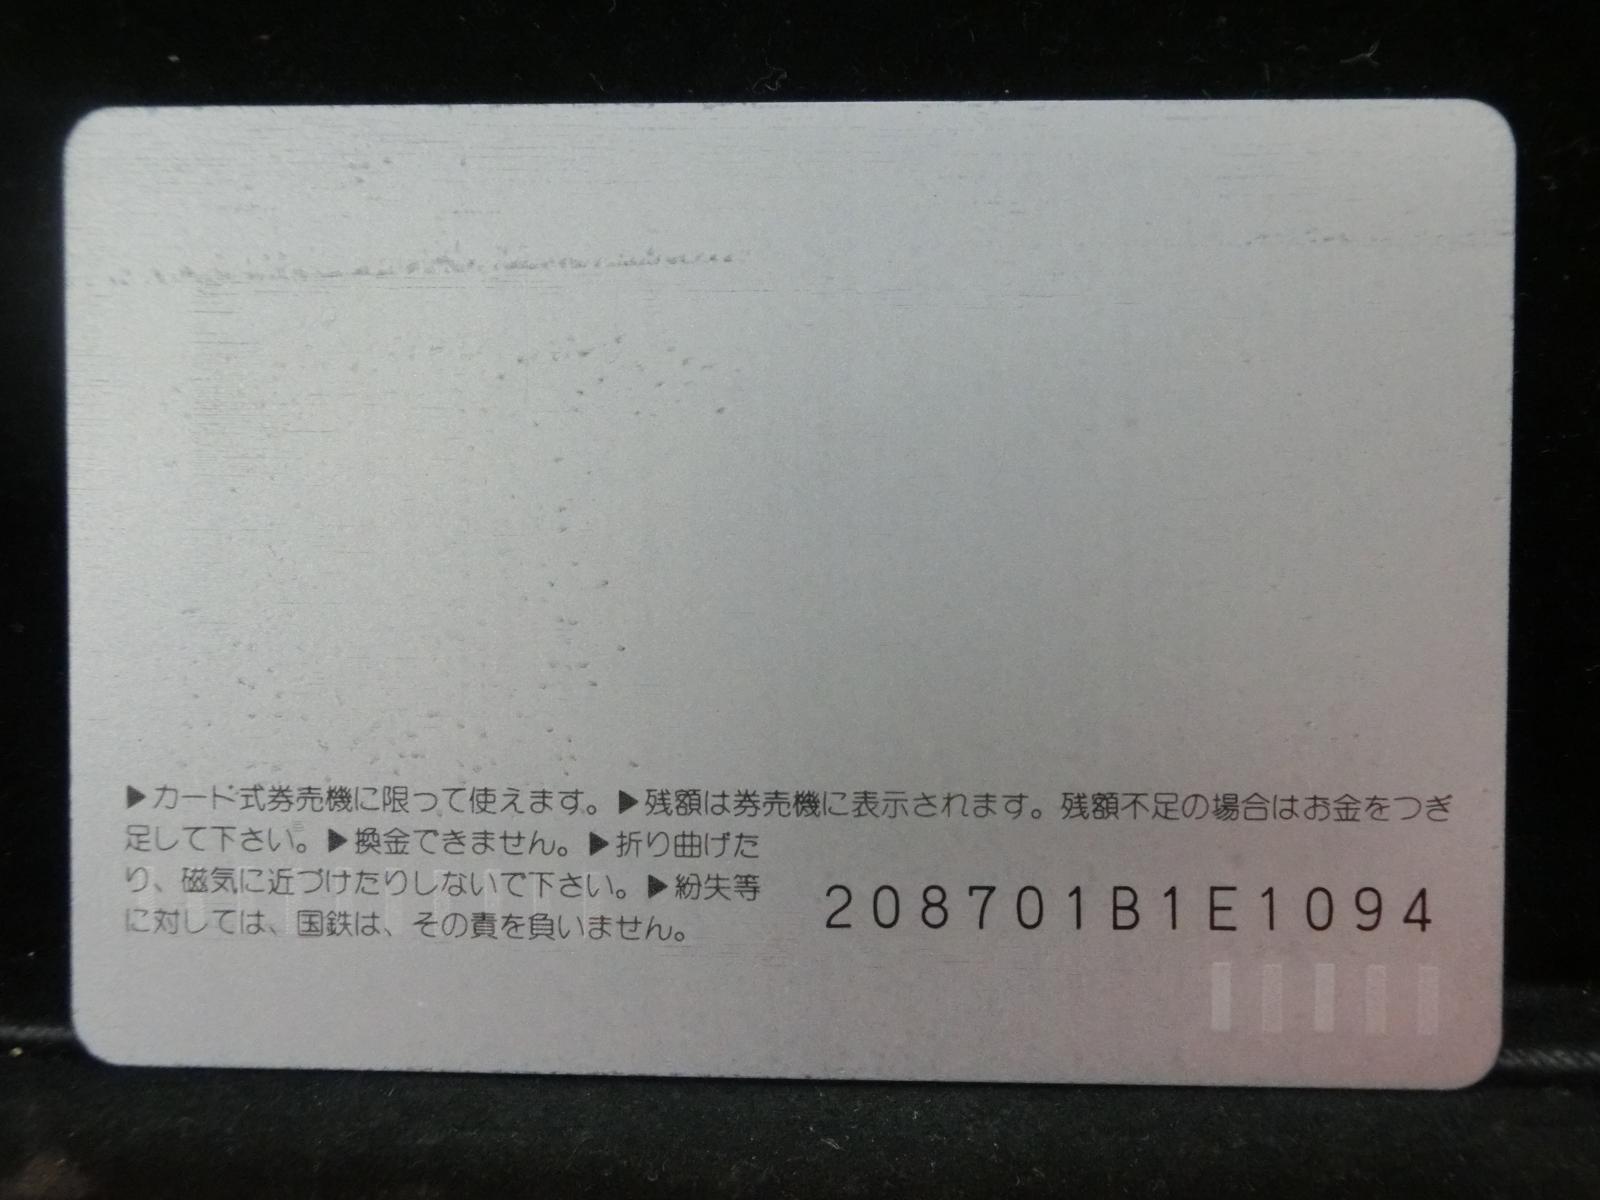 ▶カード式券売機に限って使えます。▶残額は券売機に表示されます。残額不足の場合はお金をつぎ
足して下さい。▶換金できません。▶折り曲げた
り、磁気に近づけたりしないで下さい。▶紛失等
に対しては、国鉄は、その責を負いません。
208701B1E1094